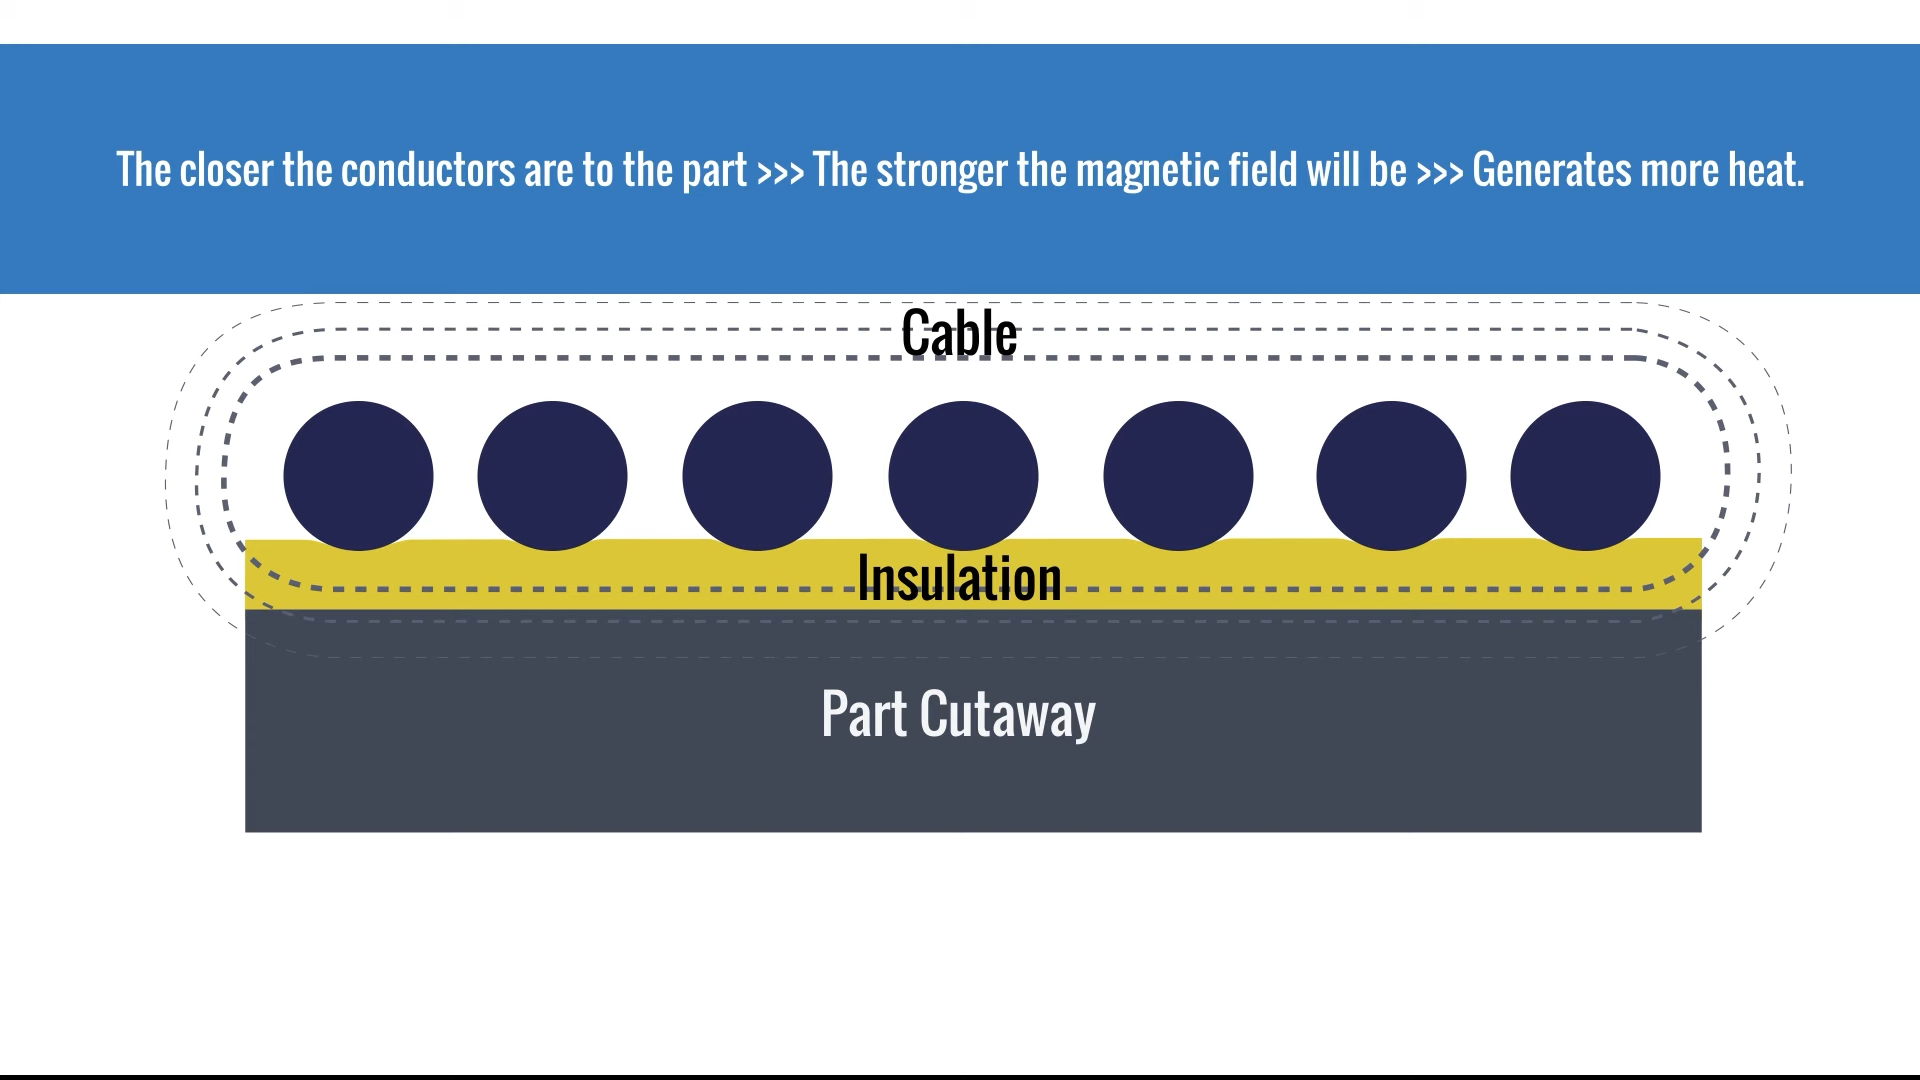 The closer the conductors are to the part >>> The stronger the magnetic field will be >>> Generates more heat.
Cable
Insulation
Part Cutaway